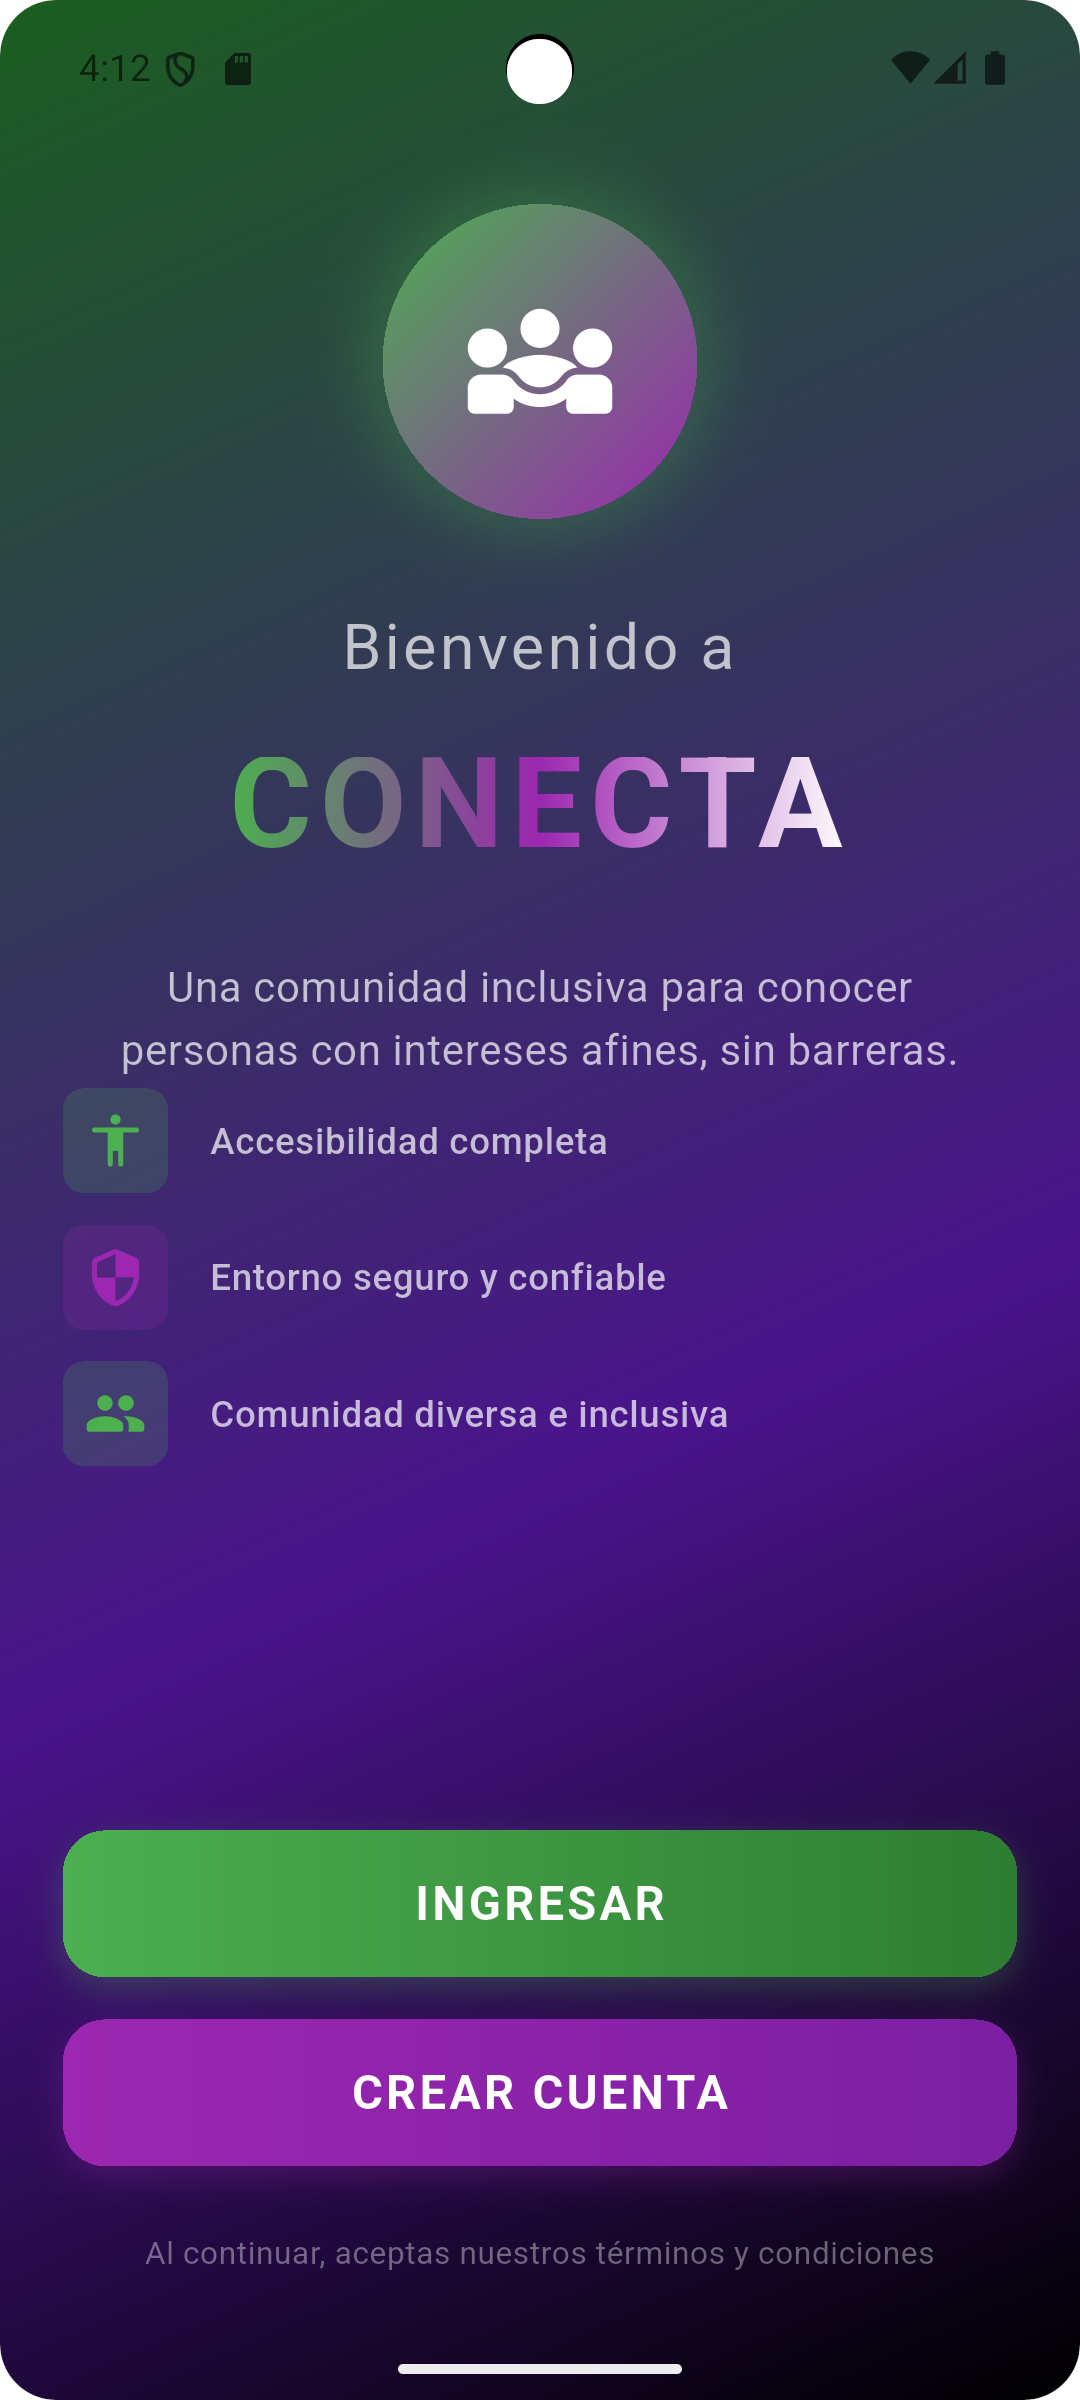 4:12
Bienvenido a
CONECTA
Una comunidad inclusiva para conocer
personas con intereses afines, sin barreras.
Accesibilidad completa
Entorno seguro y confiable
Comunidad diversa e inclusiva
INGRESAR
CREAR CUENTA
Al continuar, aceptas nuestros términos y condiciones